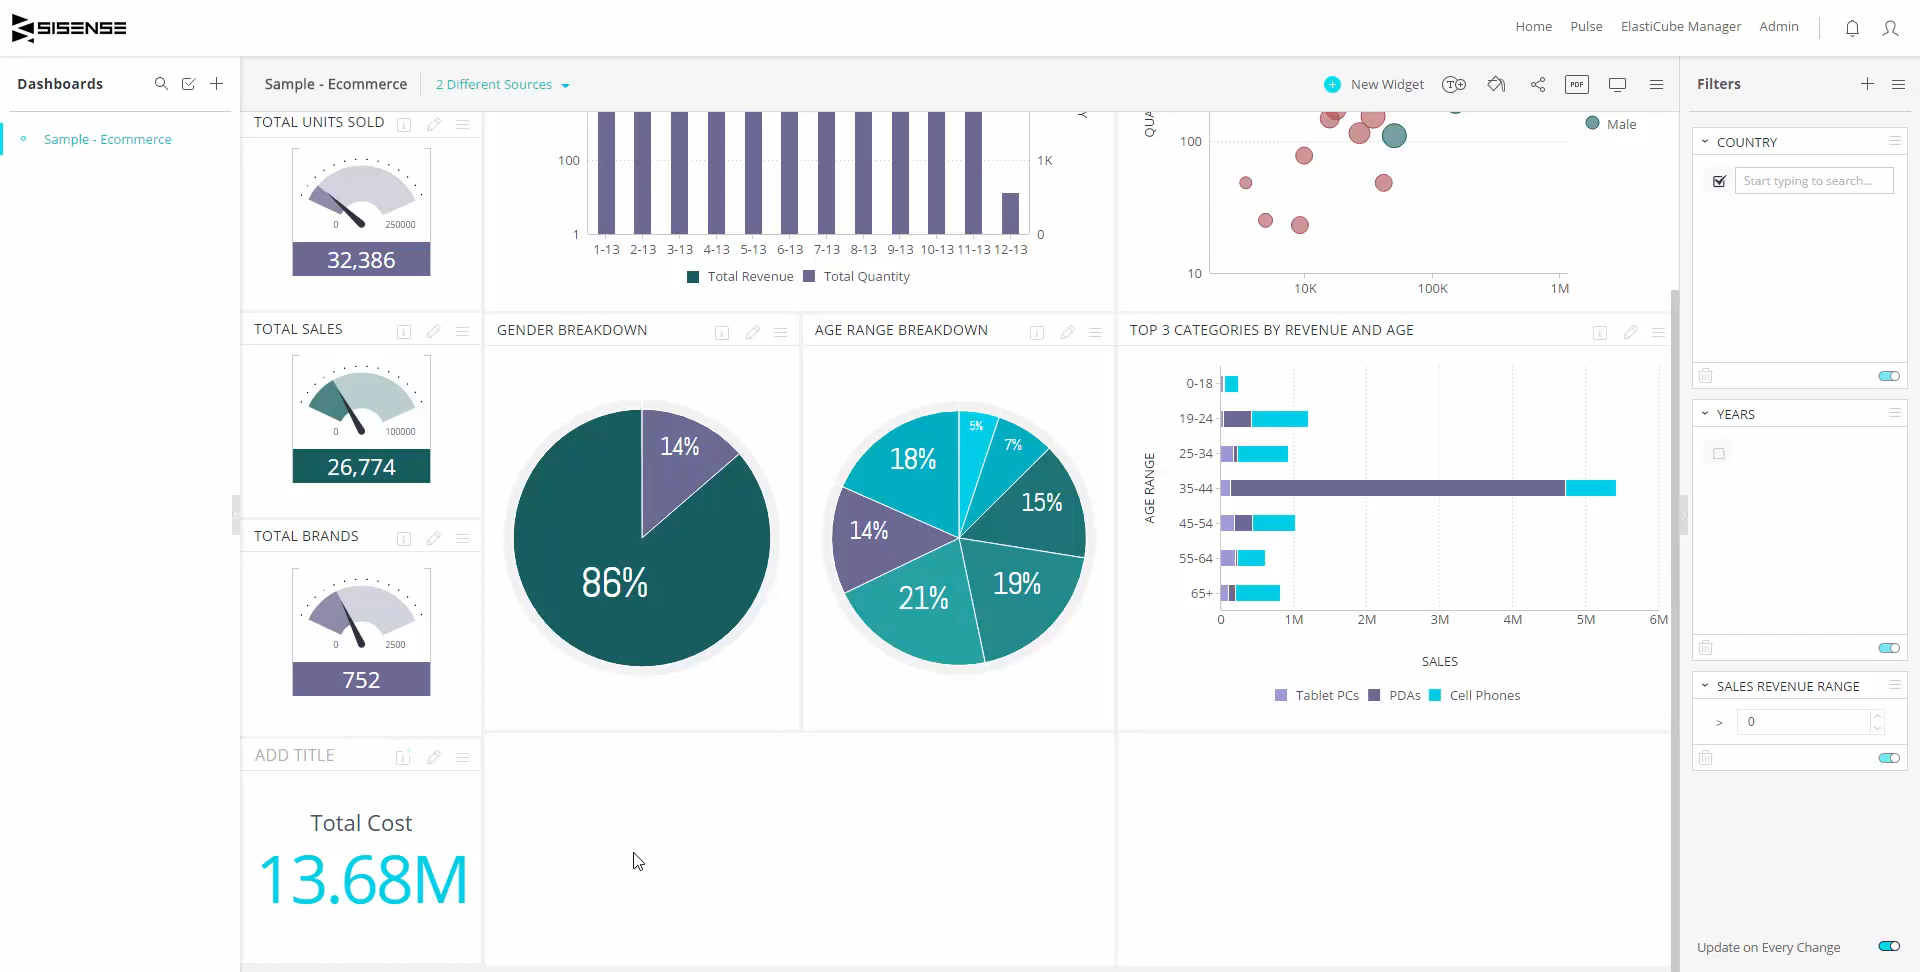 SISENSE
Home Pulse ElastiCube Manager Admin
Dashboards
Sample - Ecommerce
Sample - Ecommerce 2 Different Sources
New Widget PDF
Filters
TOTAL UNITS SOLD
0 250000
32,386
100
1
1K
0
1-13 2-13 3-13 4-13 5-13 6-13 7-13 8-13 9-13 10-13 11-13 12-13
Total Revenue Total Quantity
QUA
100
10
10K 100K 1M
Male
TOTAL SALES
0 100000
26,774
TOTAL BRANDS
0 2500
752
ADD TITLE
Total Cost
13.68M
GENDER BREAKDOWN
14%
86%
AGE RANGE BREAKDOWN
5%
7%
18%
15%
14%
19%
21%
TOP 3 CATEGORIES BY REVENUE AND AGE
AGE RANGE
0-18
19-24
25-34
35-44
45-54
55-64
65+
0 1M 2M 3M 4M 5M 6M
SALES
Tablet PCs PDAs Cell Phones
COUNTRY
Start typing to search...
YEARS
SALES REVENUE RANGE
> 0
Update on Every Change